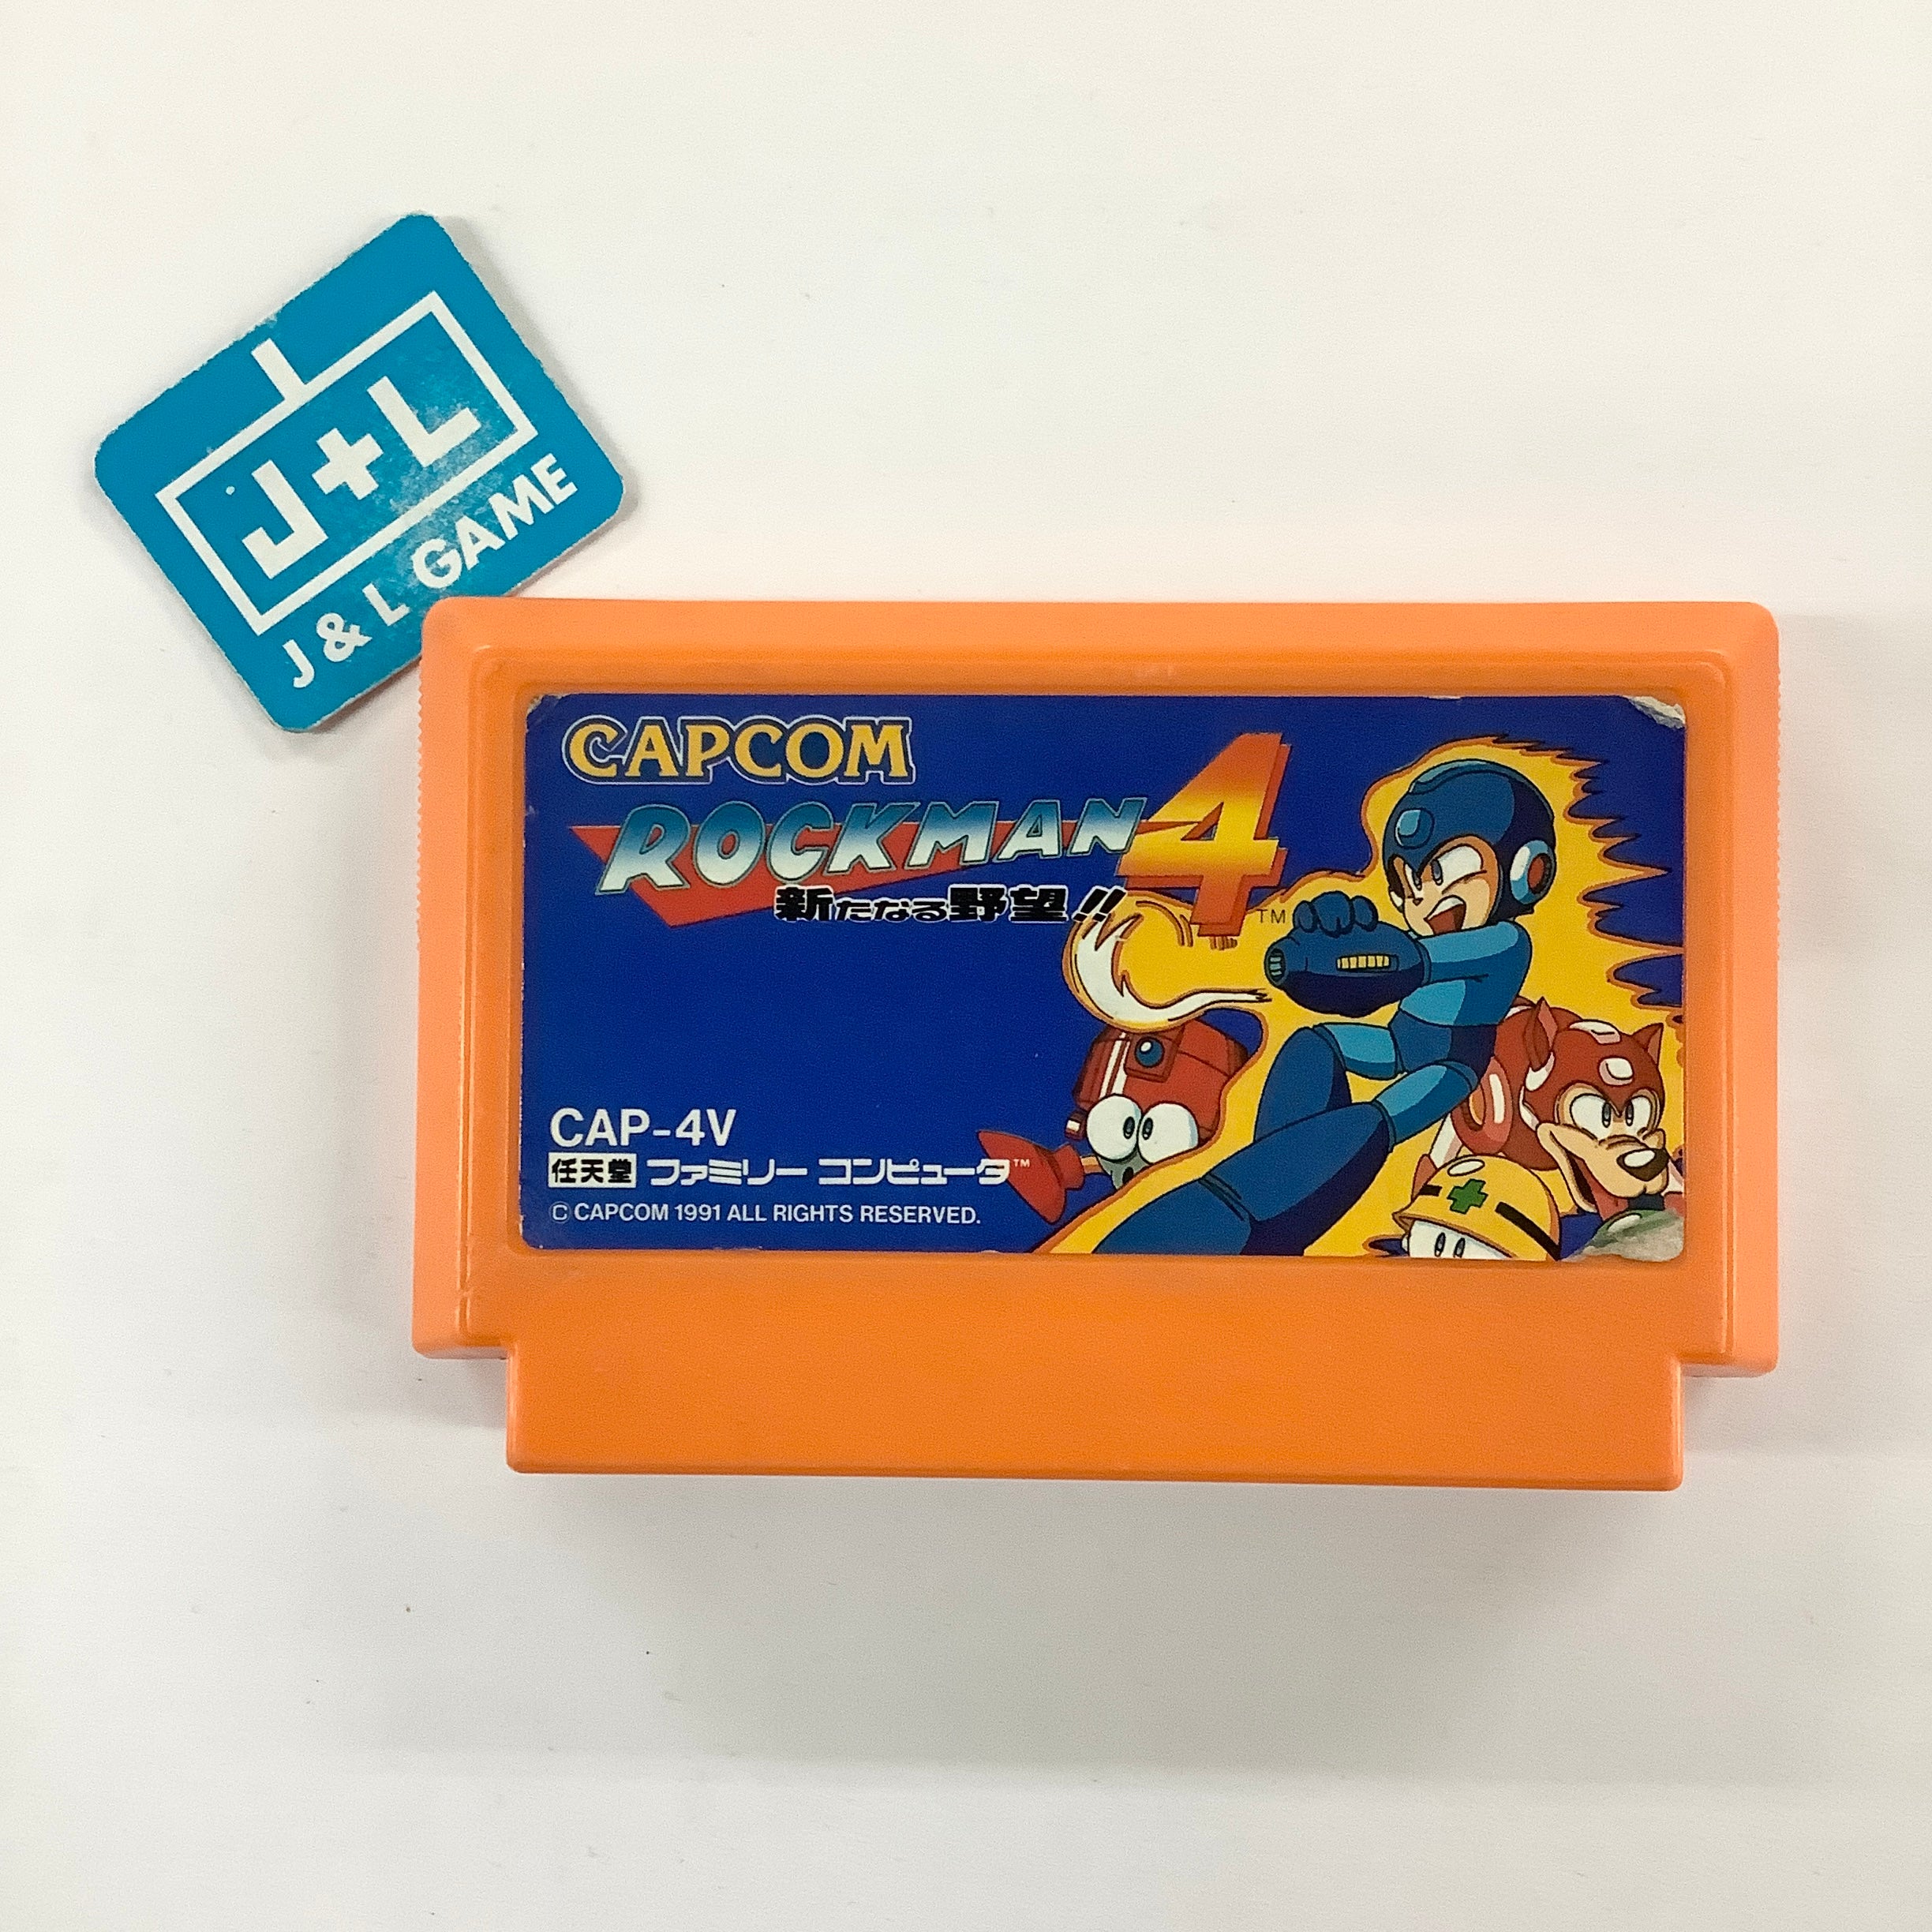 J+L
J & L GAME
CAPCOM
ROCKMAN 4
新たなる野望!!
TM
CAP-4V
任天堂 ファミリー コンピュータ™
© CAPCOM 1991 ALL RIGHTS RESERVED.